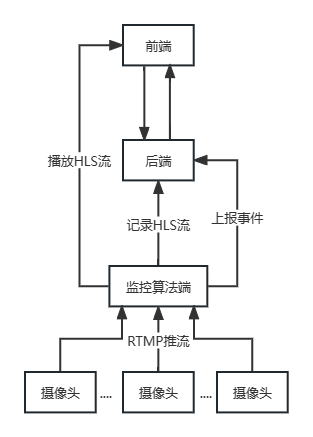 前端
播放HLS流
后端
记录HLS流
上报事件
监控算法端
RTMP推流
摄像头 .... 摄像头 .... 摄像头